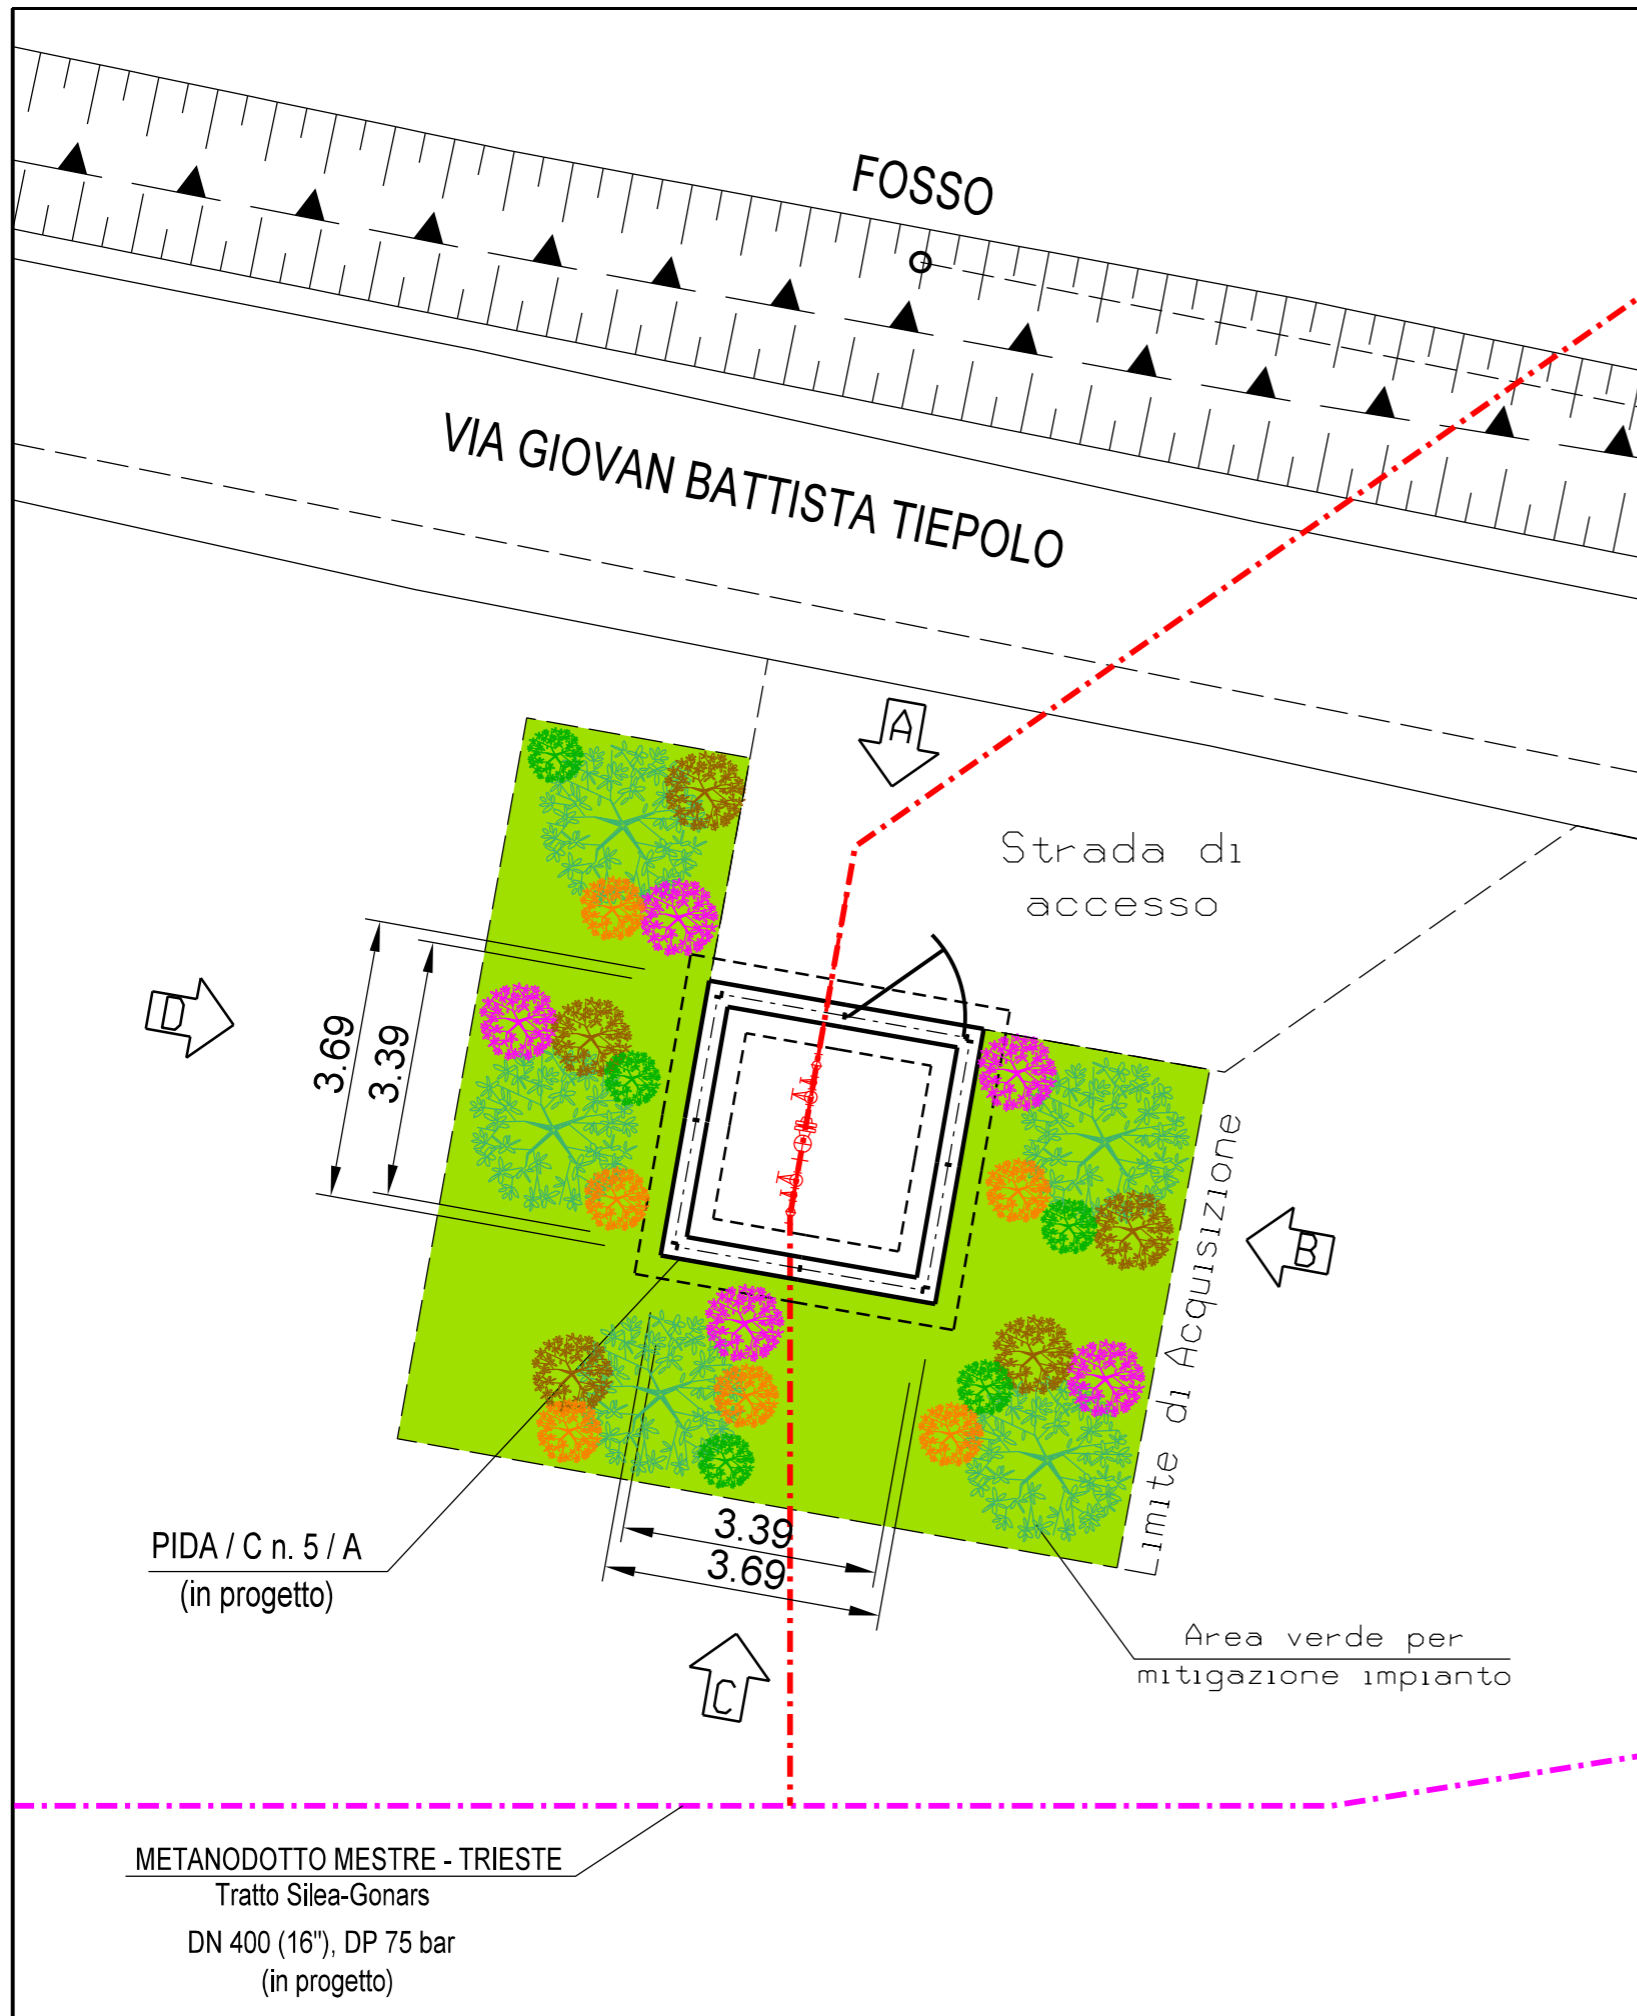 FOSSO
VIA GIOVAN BATTISTA TIEPOLO
A
Strada di
accesso
D
3.69
3.39
B
Limite di Acquisizione
3.39
3.69
PIDA / C n. 5 / A
(in progetto)
C
Area verde per
mitigazione impianto
METANODOTTO MESTRE - TRIESTE
Tratto Silea-Gonars
DN 400 (16"), DP 75 bar
(in progetto)